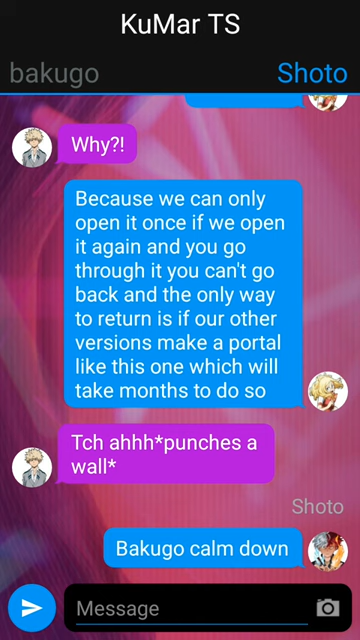 KuMar TS
bakugo
Shoto
Why?!
Because we can only
open it once if we open
it again and you go
through it you can't go
back and the only way
to return is if our other
versions make a portal
like this one which will
take months to do so
Tch ahhh*punches a
wall*
Shoto
Bakugo calm down
Message